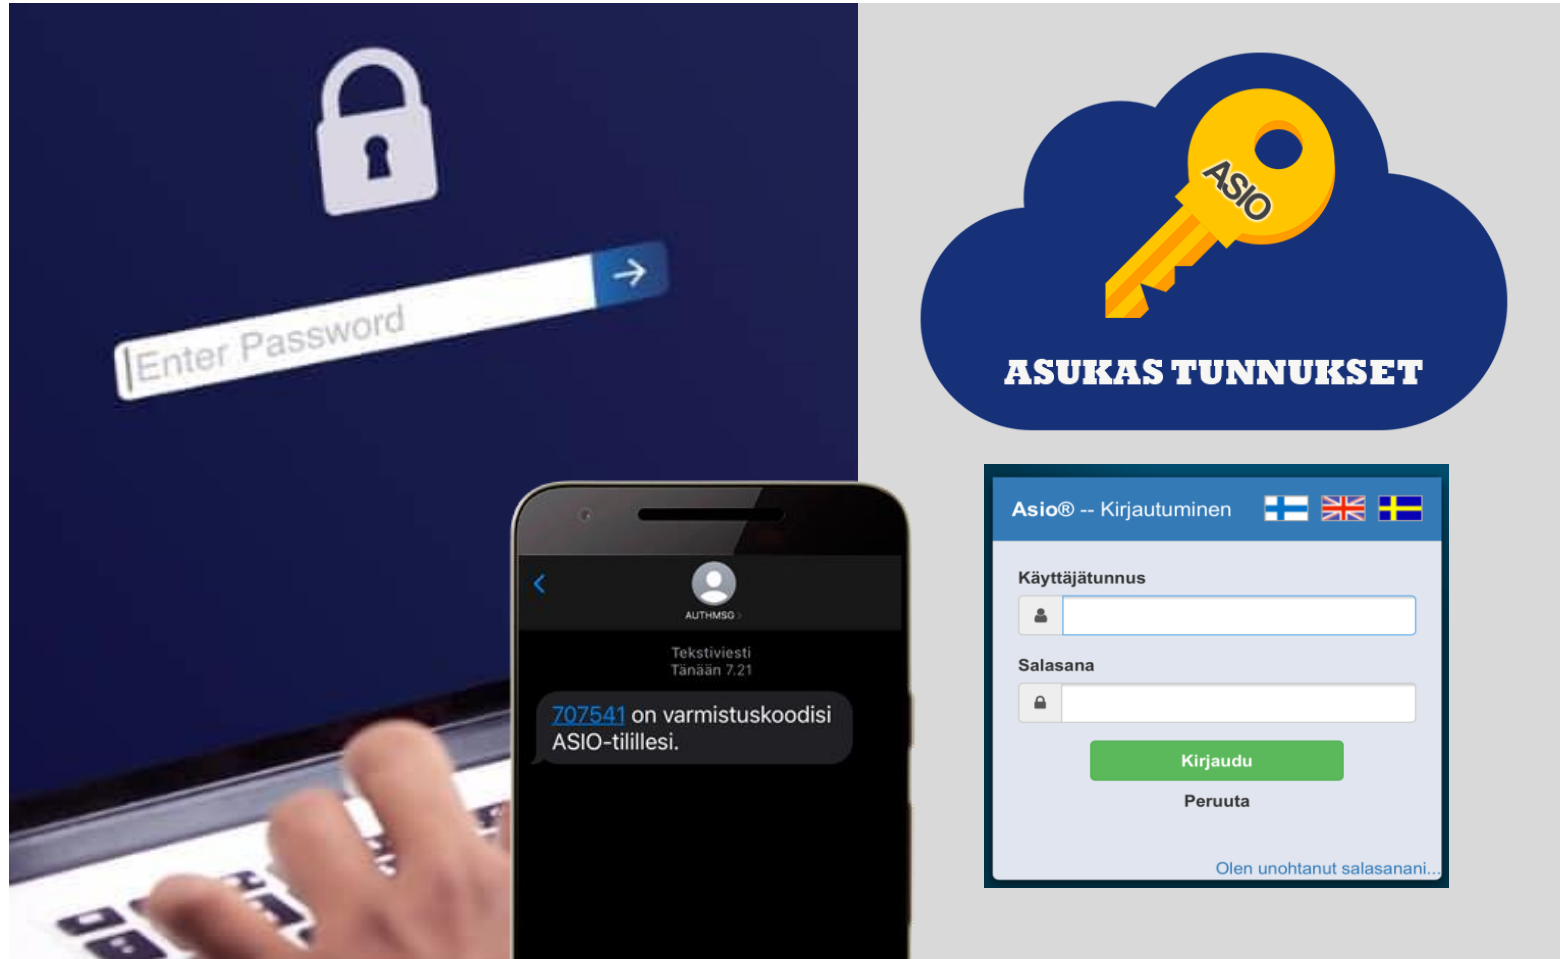 Enter Password
ASIO
ASUKAS TUNNUKSET
AUTHMSG
Tekstiviesti
Tänään 7.21
707541 on varmistuskoodisi
ASIO-tilillesi.
Asio® -- Kirjautuminen
Käyttäjätunnus
Salasana
Kirjaudu
Peruuta
Olen unohtanut salasanani...